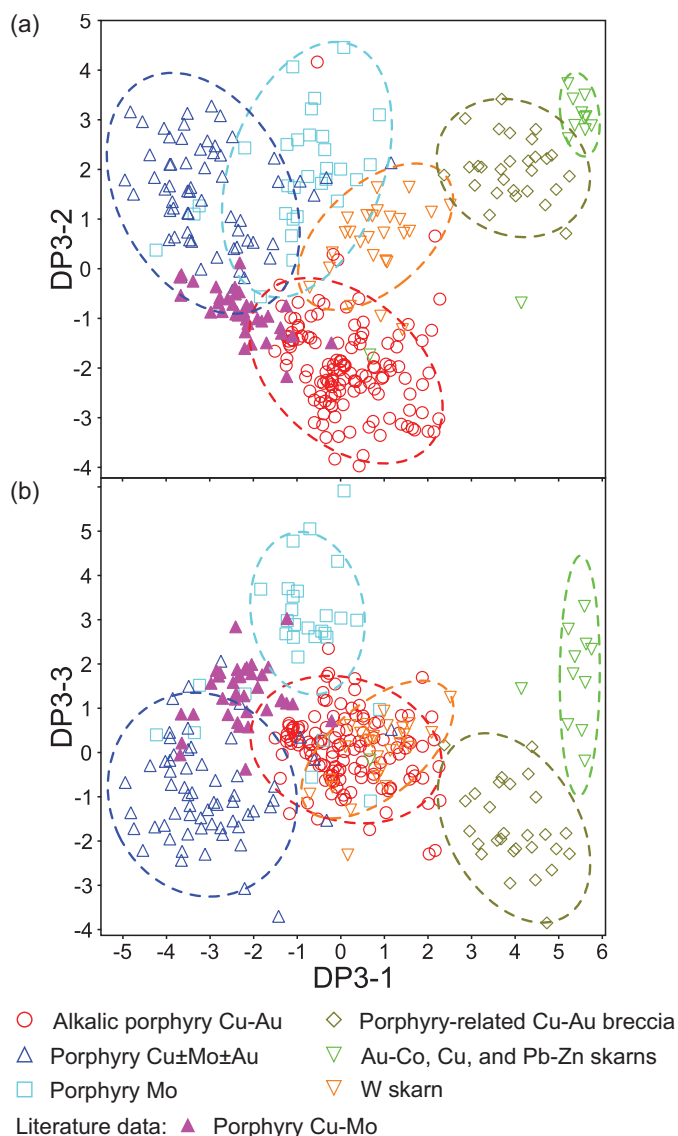 (a)
5
4
3
2
1
0
-1
-2
-3
-4
DP3-2
(b)
5
4
3
2
1
0
-1
-2
-3
-4
DP3-3
-5 -4 -3 -2 -1 0 1 2 3 4 5 6
DP3-1
Alkalic porphyry Cu-Au
Porphyry Cu±Mo±Au
Porphyry Mo
Porphyry-related Cu-Au breccia
Au-Co, Cu, and Pb-Zn skarns
W skarn
Literature data: Porphyry Cu-Mo